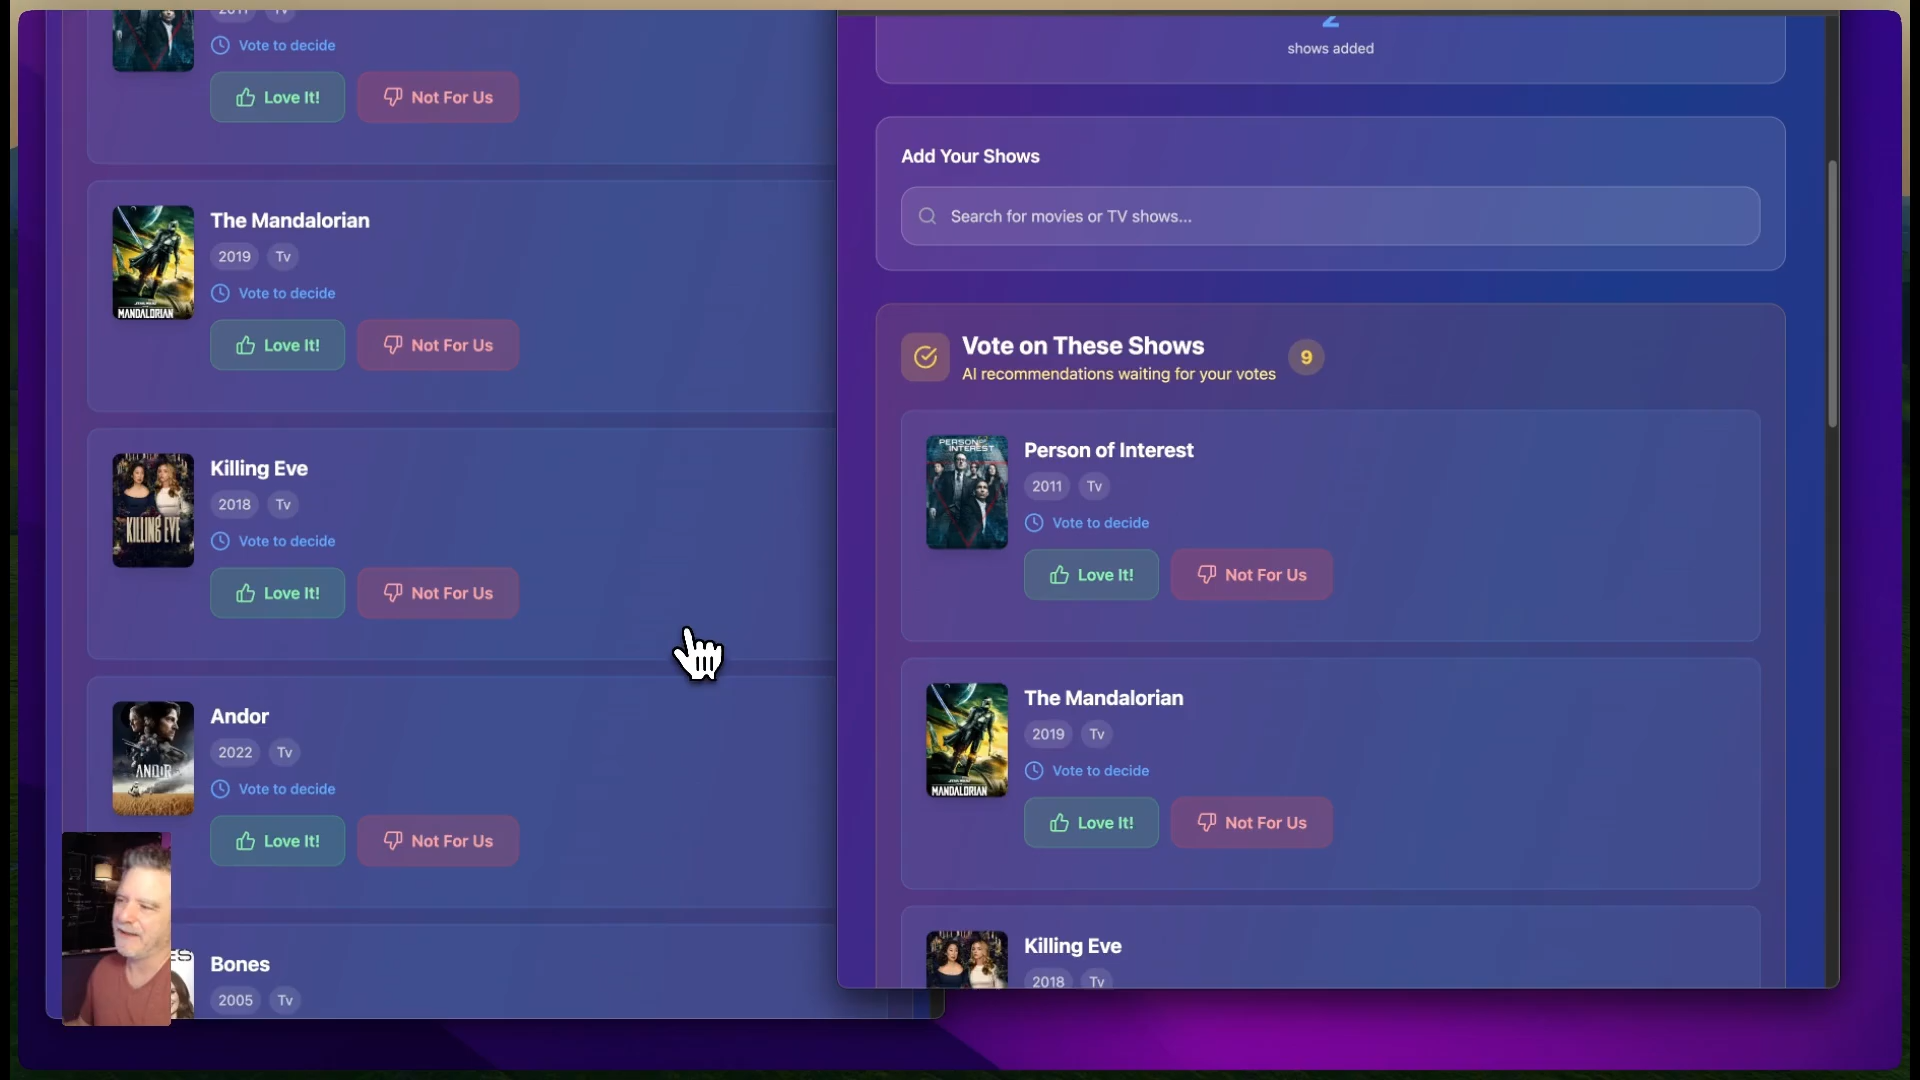 Vote to decide
Love It!
Not For Us
The Mandalorian
2019
Tv
Vote to decide
Love It!
Not For Us
MANDALORIAN
Killing Eve
2018
Tv
Vote to decide
Love It!
Not For Us
KILLING EVE
Andor
2022
Tv
Vote to decide
Love It!
Not For Us
ANDOR
Bones
2005
Tv
2
shows added
Add Your Shows
Search for movies or TV shows...
Vote on These Shows
9
AI recommendations waiting for your votes
Person of Interest
2011
Tv
Vote to decide
Love It!
Not For Us
PERSON OF
INTEREST
The Mandalorian
2019
Tv
Vote to decide
Love It!
Not For Us
MANDALORIAN
Killing Eve
2018
Tv